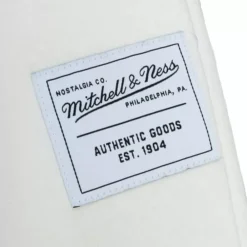 NOSTALGIA CO.
Mitchell & Ness
PHILADELPHIA, PA.
AUTHENTIC GOODS
EST. 1904